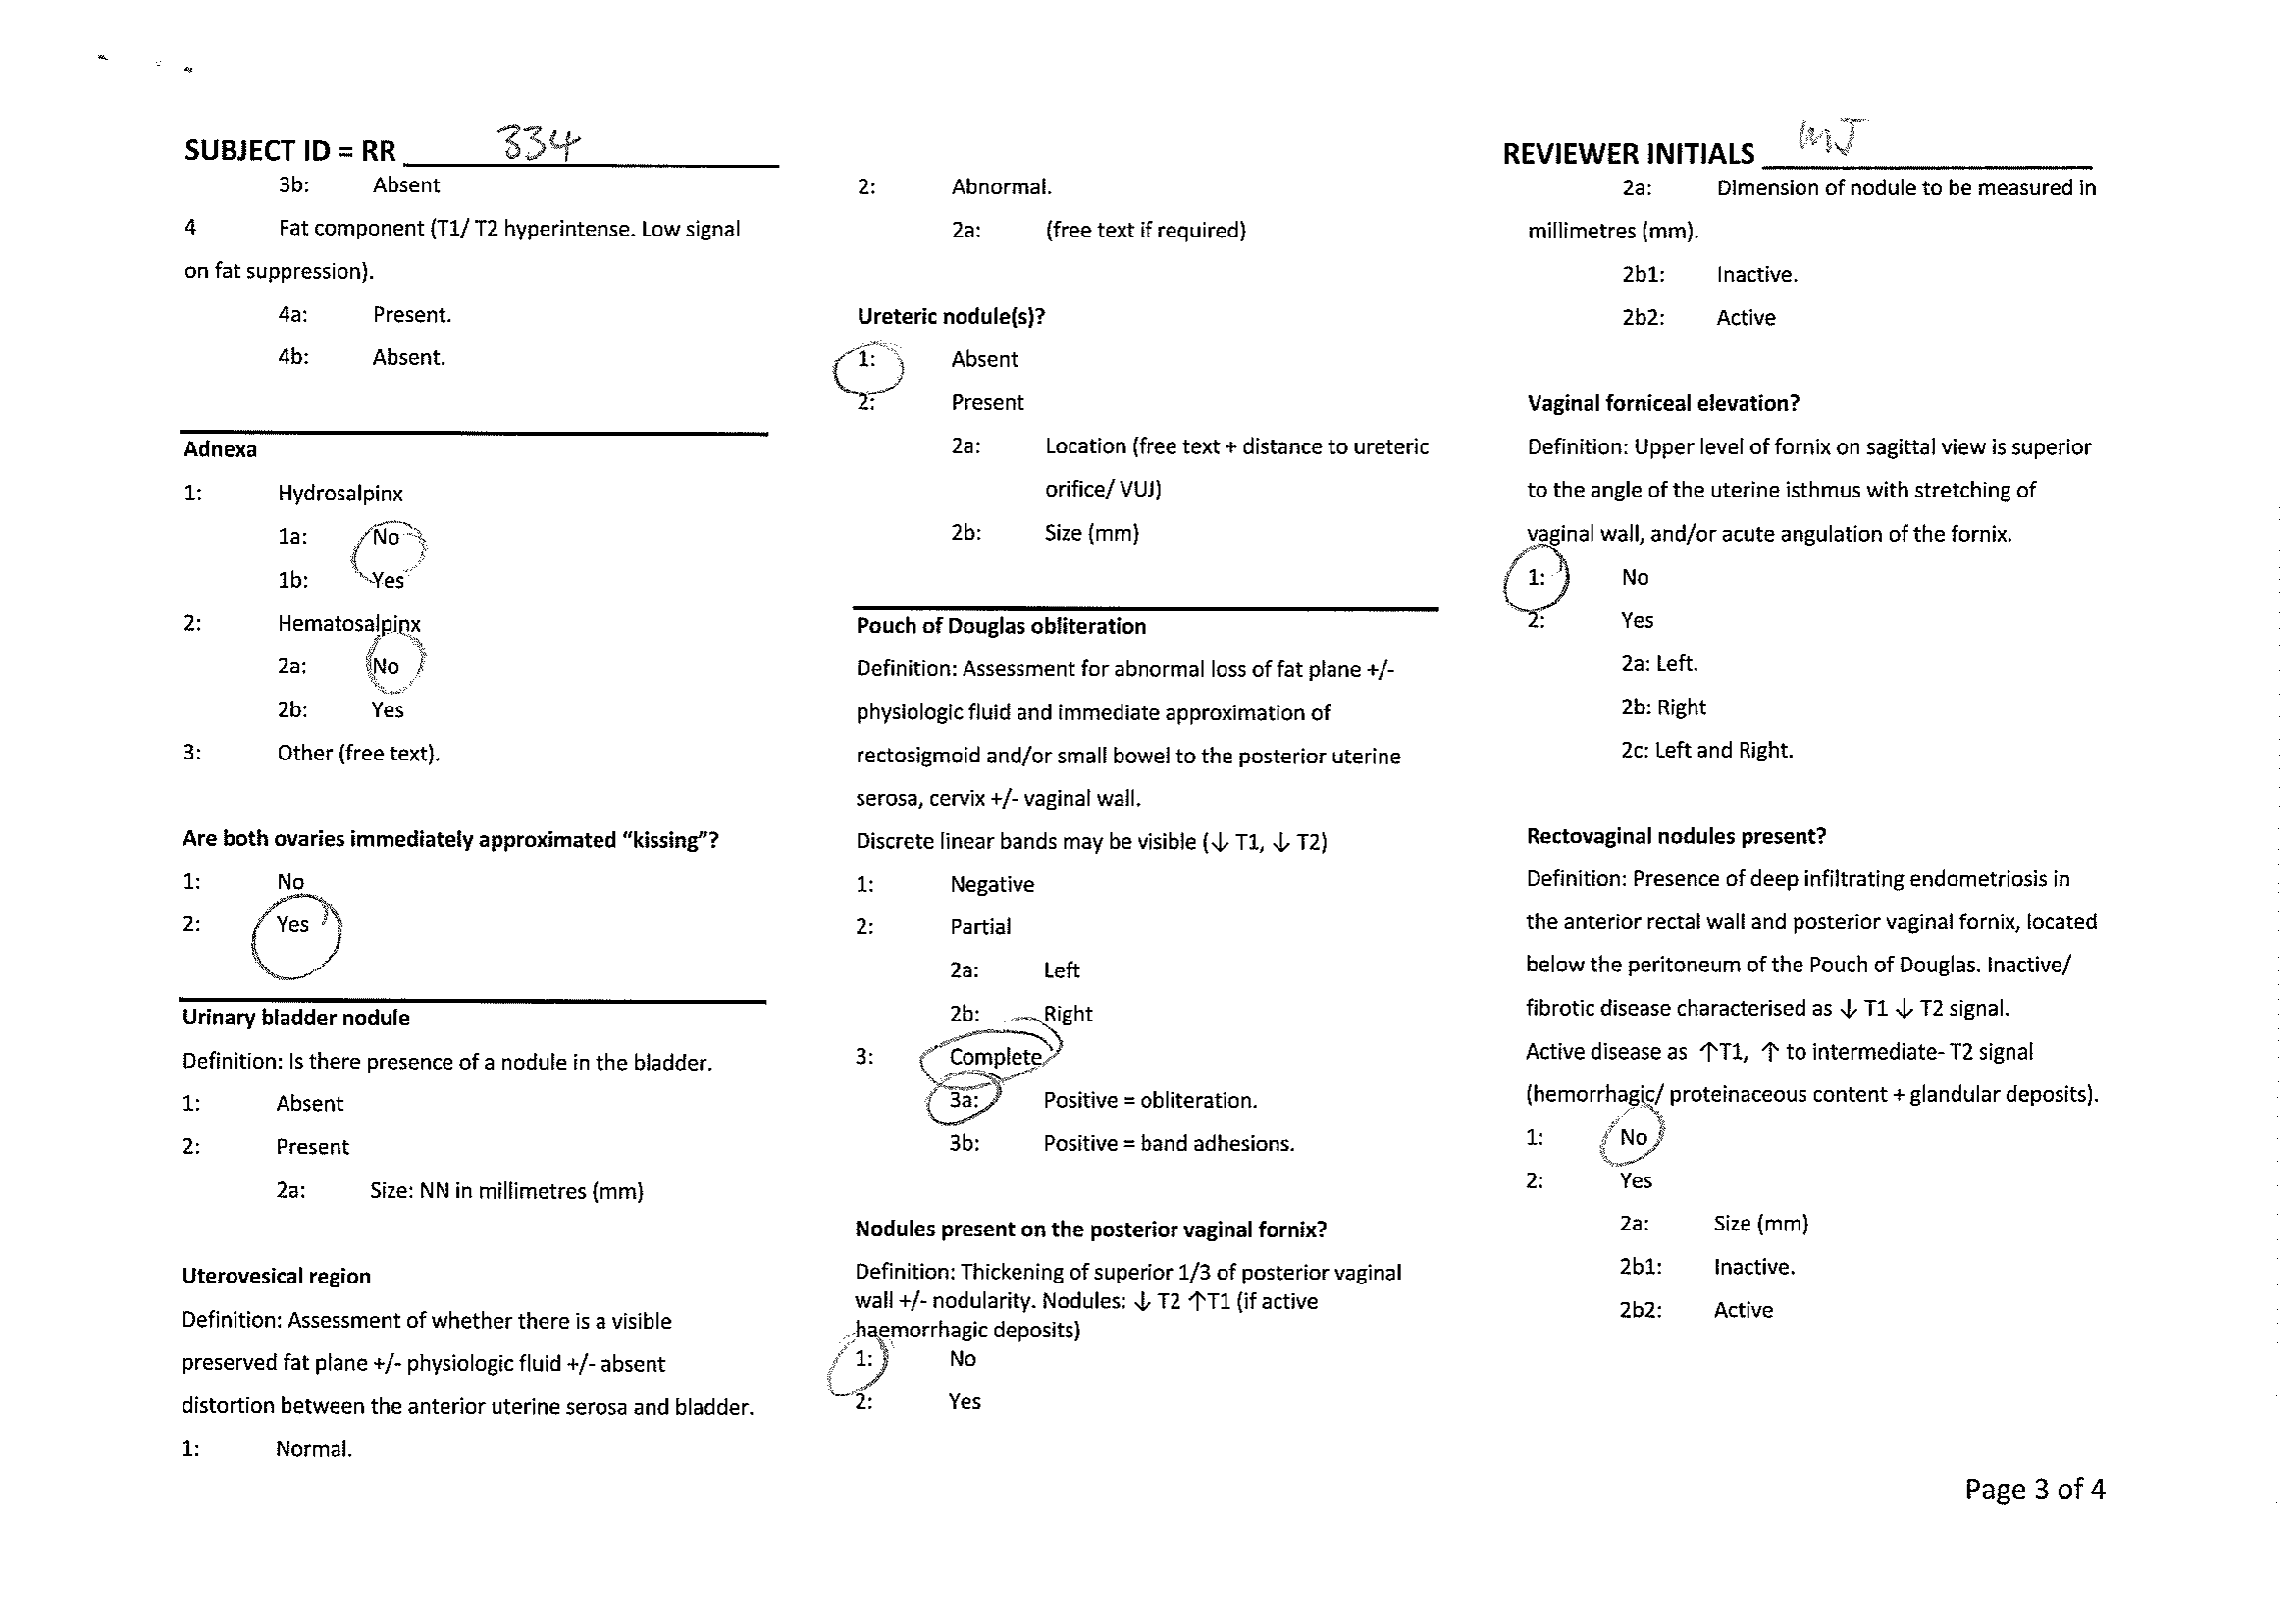 SUBJECT ID = RR 334
3b: Absent
4 Fat component (T1/ T2 hyperintense. Low signal
on fat suppression).
4a: Present.
4b: Absent.
Adnexa
1: Hydrosalpinx
1a: No
1b: Yes
2: Hematosalpinx
2a: No
2b: Yes
3: Other (free text).
Are both ovaries immediately approximated “kissing”?
1: No
2: Yes
Urinary bladder nodule
Definition: Is there presence of a nodule in the bladder.
1: Absent
2: Present
2a: Size: NN in millimetres (mm)
Uterovesical region
Definition: Assessment of whether there is a visible
preserved fat plane +/- physiologic fluid +/- absent
distortion between the anterior uterine serosa and bladder.
1: Normal.
2: Abnormal.
2a: (free text if required)
Ureteric nodule(s)?
1: Absent
2: Present
2a: Location (free text + distance to ureteric
orifice/ VUJ)
2b: Size (mm)
Pouch of Douglas obliteration
Definition: Assessment for abnormal loss of fat plane +/-
physiologic fluid and immediate approximation of
rectosigmoid and/or small bowel to the posterior uterine
serosa, cervix +/- vaginal wall.
Discrete linear bands may be visible (↓ T1, ↓ T2)
1: Negative
2: Partial
2a: Left
2b: Right
3: Complete
3a: Positive = obliteration.
3b: Positive = band adhesions.
Nodules present on the posterior vaginal fornix?
Definition: Thickening of superior 1/3 of posterior vaginal
wall +/- nodularity. Nodules: ↓ T2 ↑T1 (if active
haemorrhagic deposits)
1: No
2: Yes
REVIEWER INITIALS MJ
2a: Dimension of nodule to be measured in
millimetres (mm).
2b1: Inactive.
2b2: Active
Vaginal forniceal elevation?
Definition: Upper level of fornix on sagittal view is superior
to the angle of the uterine isthmus with stretching of
vaginal wall, and/or acute angulation of the fornix.
1: No
2: Yes
2a: Left.
2b: Right
2c: Left and Right.
Rectovaginal nodules present?
Definition: Presence of deep infiltrating endometriosis in
the anterior rectal wall and posterior vaginal fornix, located
below the peritoneum of the Pouch of Douglas. Inactive/
fibrotic disease characterised as ↓ T1 ↓ T2 signal.
Active disease as ↑T1, ↑ to intermediate- T2 signal
(hemorrhagic/ proteinaceous content + glandular deposits).
1: No
2: Yes
2a: Size (mm)
2b1: Inactive.
2b2: Active
Page 3 of 4